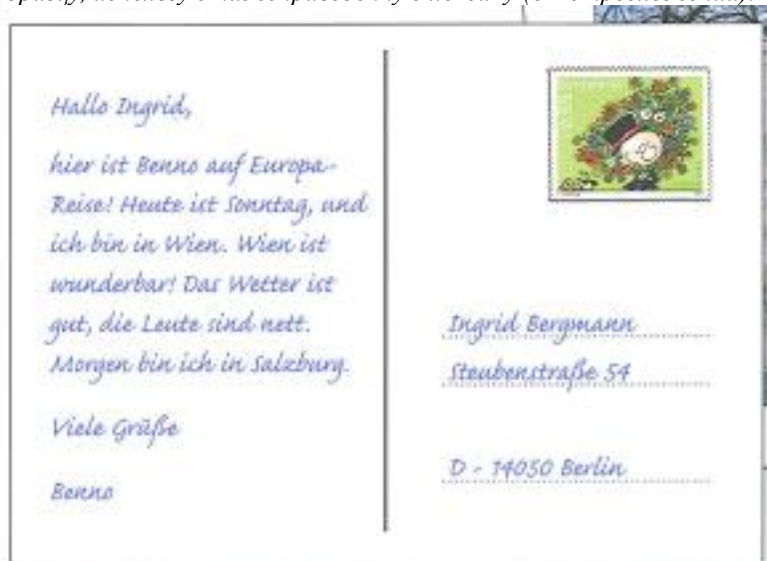 Hallo Ingrid,
hier ist Benno auf Europa-
Reise! Heute ist Sonntag, und
ich bin in Wien. Wien ist
wunderbar! Das Wetter ist
gut, die Leute sind nett.
Morgen bin ich in Salzburg.
Viele Grüße
Benno
Ingrid Bergmann
Steubenstraße 54
D - 14050 Berlin